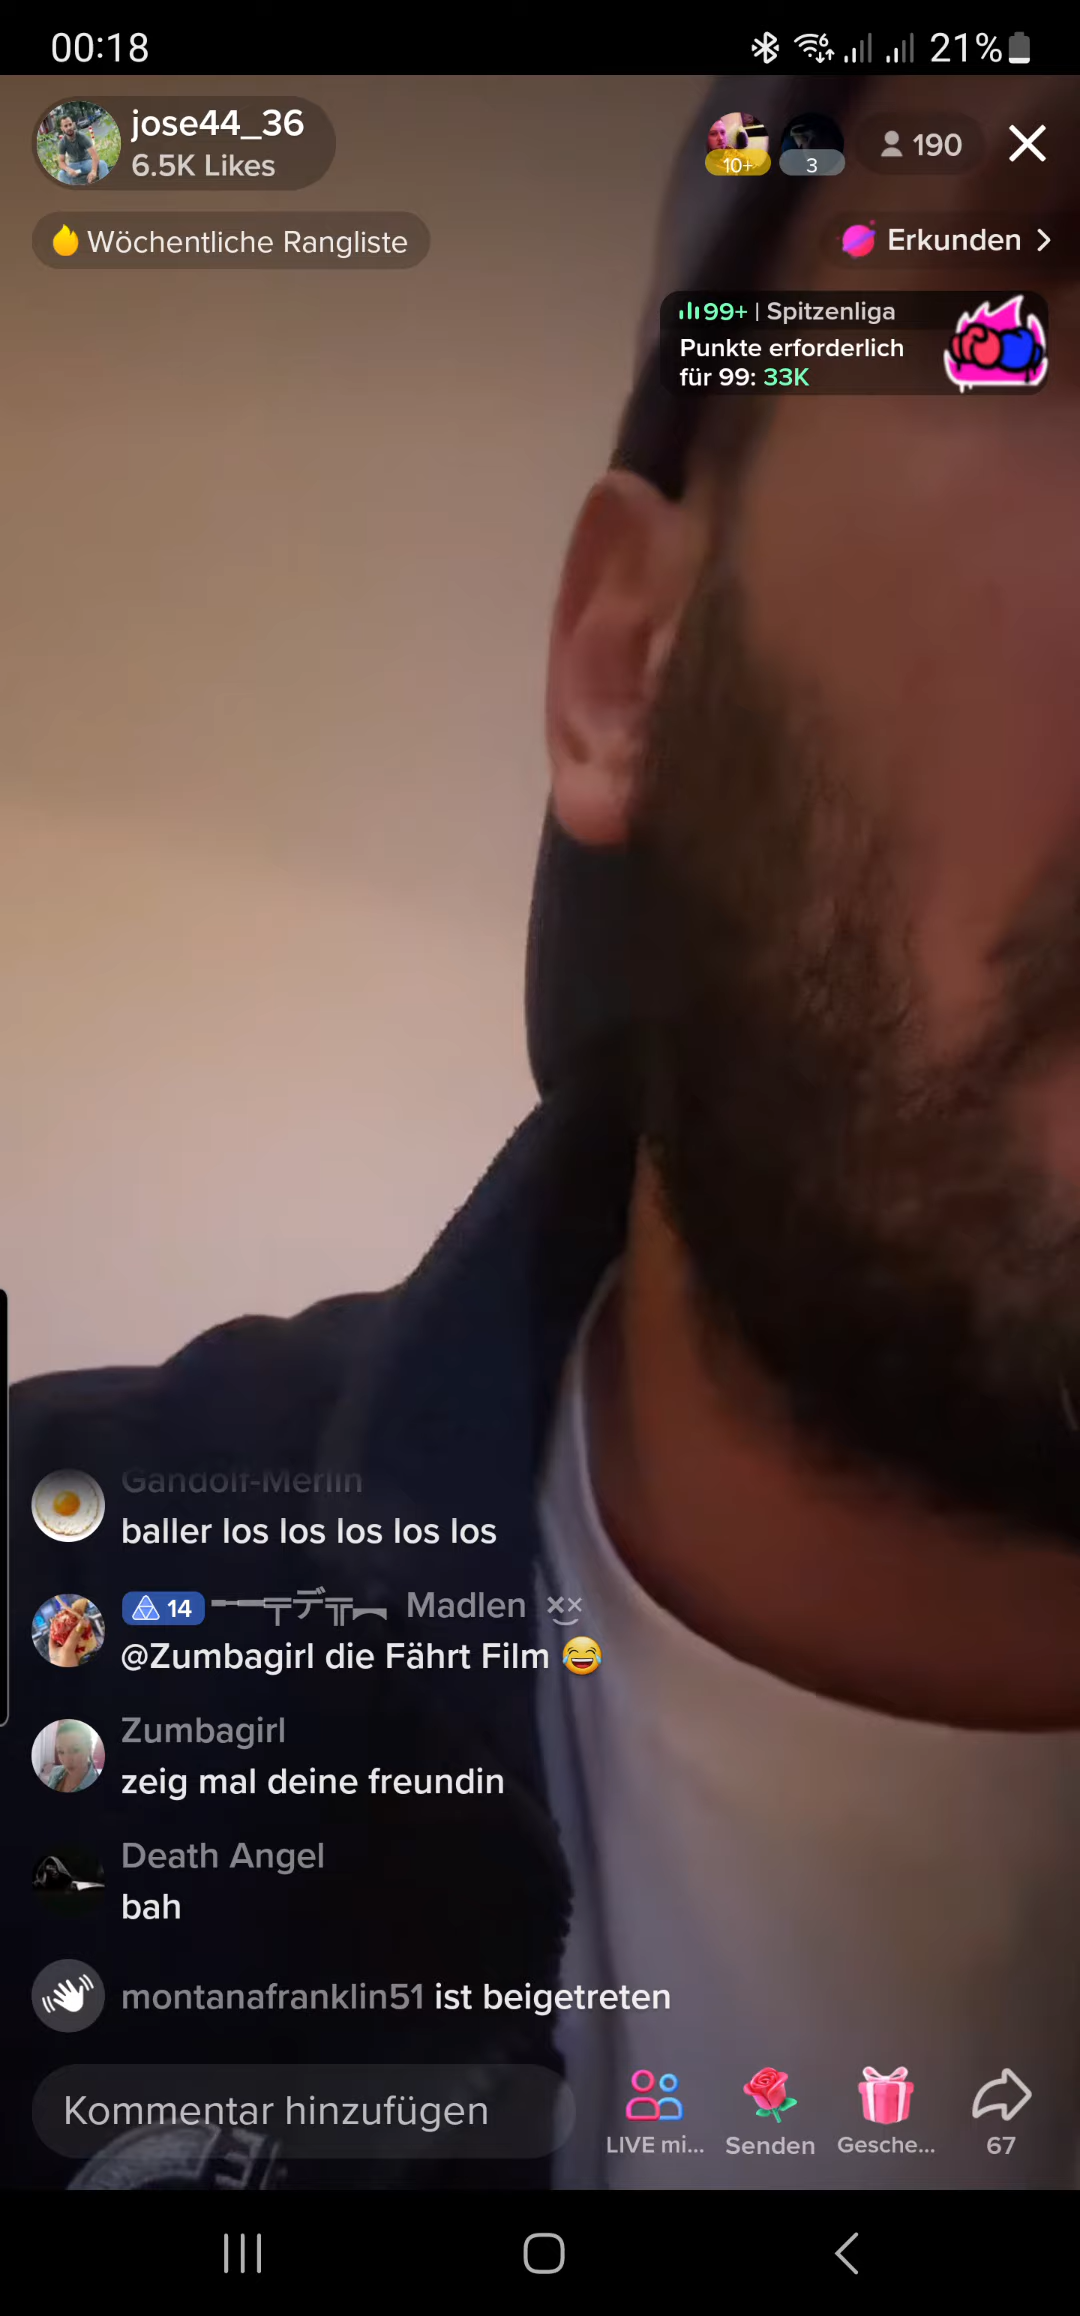 00:18
6
21%
jose44_36
6.5K Likes
10+
3
190
Wöchentliche Rangliste
Erkunden
99+ | Spitzenliga
Punkte erforderlich
für 99: 33K
Gandolf-Merlin
baller los los los los los
14 ╾━╤デ╦︻ Madlen
@Zumbagirl die Fährt Film 😂
Zumbagirl
zeig mal deine freundin
Death Angel
bah
montanafranklin51 ist beigetreten
Kommentar hinzufügen
LIVE mi...
Senden
Gesche...
67